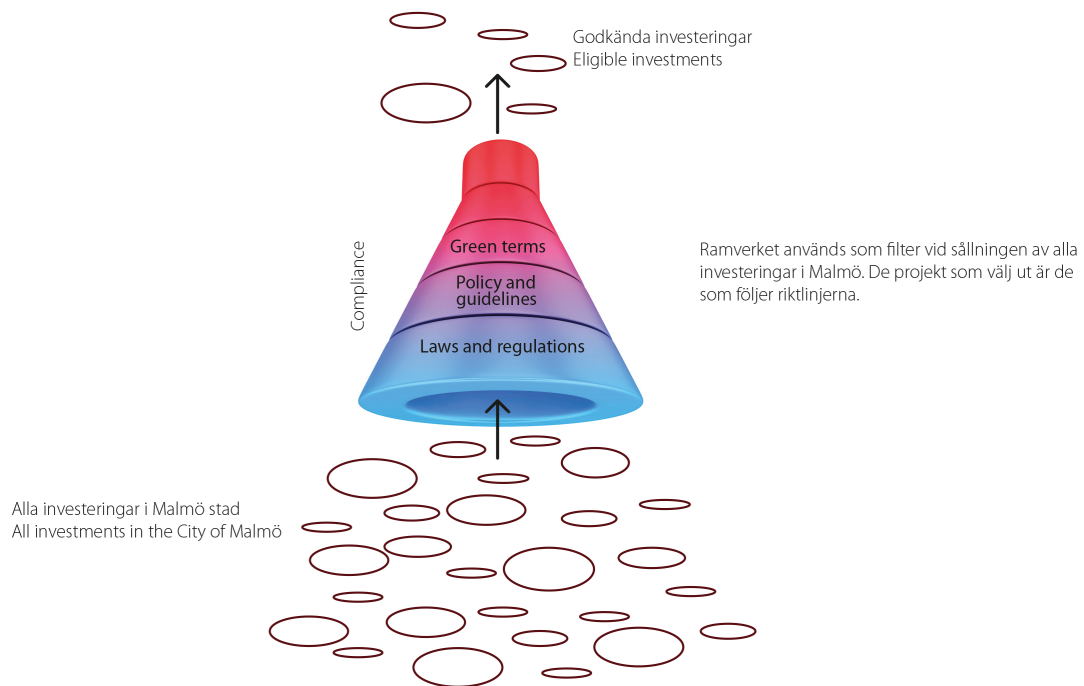 Godkända investeringar
Eligible investments
Compliance
Green terms
Policy and
guidelines
Laws and regulations
Ramverket används som filter vid sållningen av alla
investeringar i Malmö. De projekt som välj ut är de
som följer riktlinjerna.
Alla investeringar i Malmö stad
All investments in the City of Malmö